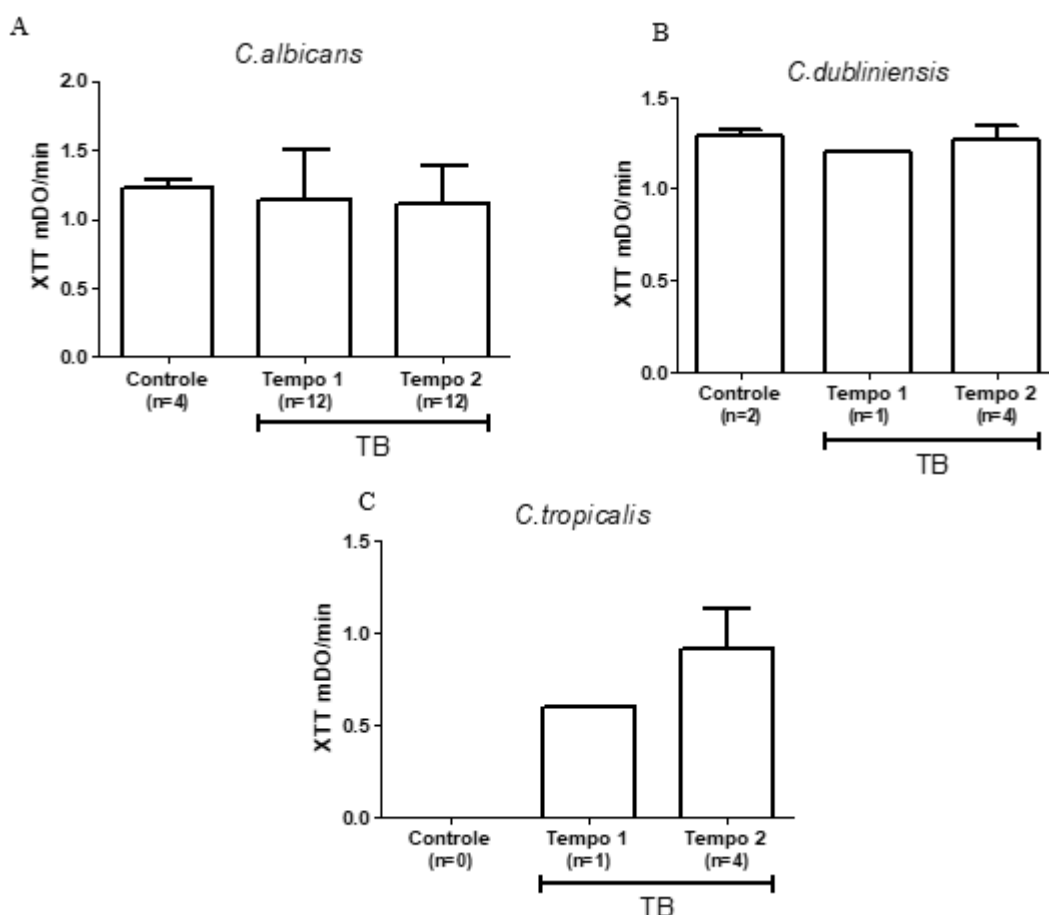 A
C.albicans
XTT mDO/min
2.0
1.5
1.0
0.5
0.0
Controle
(n=4)
Tempo 1
(n=12)
Tempo 2
(n=12)
TB
B
C.dubliniensis
XTT mDO/min
1.5
1.0
0.5
0.0
Controle
(n=2)
Tempo 1
(n=1)
Tempo 2
(n=4)
TB
C
C.tropicalis
XTT mDO/min
1.5
1.0
0.5
0.0
Controle
(n=0)
Tempo 1
(n=1)
Tempo 2
(n=4)
TB